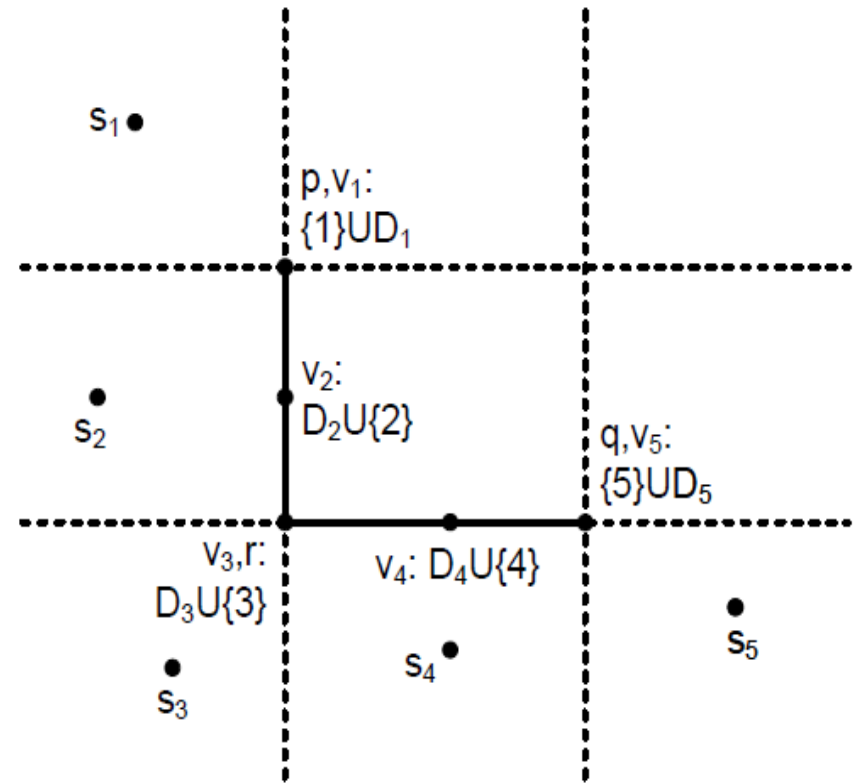 s₁
p,v₁:
{1}UD₁
v₂:
D₂U{2}
s₂
q,v₅:
{5}UD₅
v₃,r:
D₃U{3}
v₄: D₄U{4}
s₃
s₄
s₅